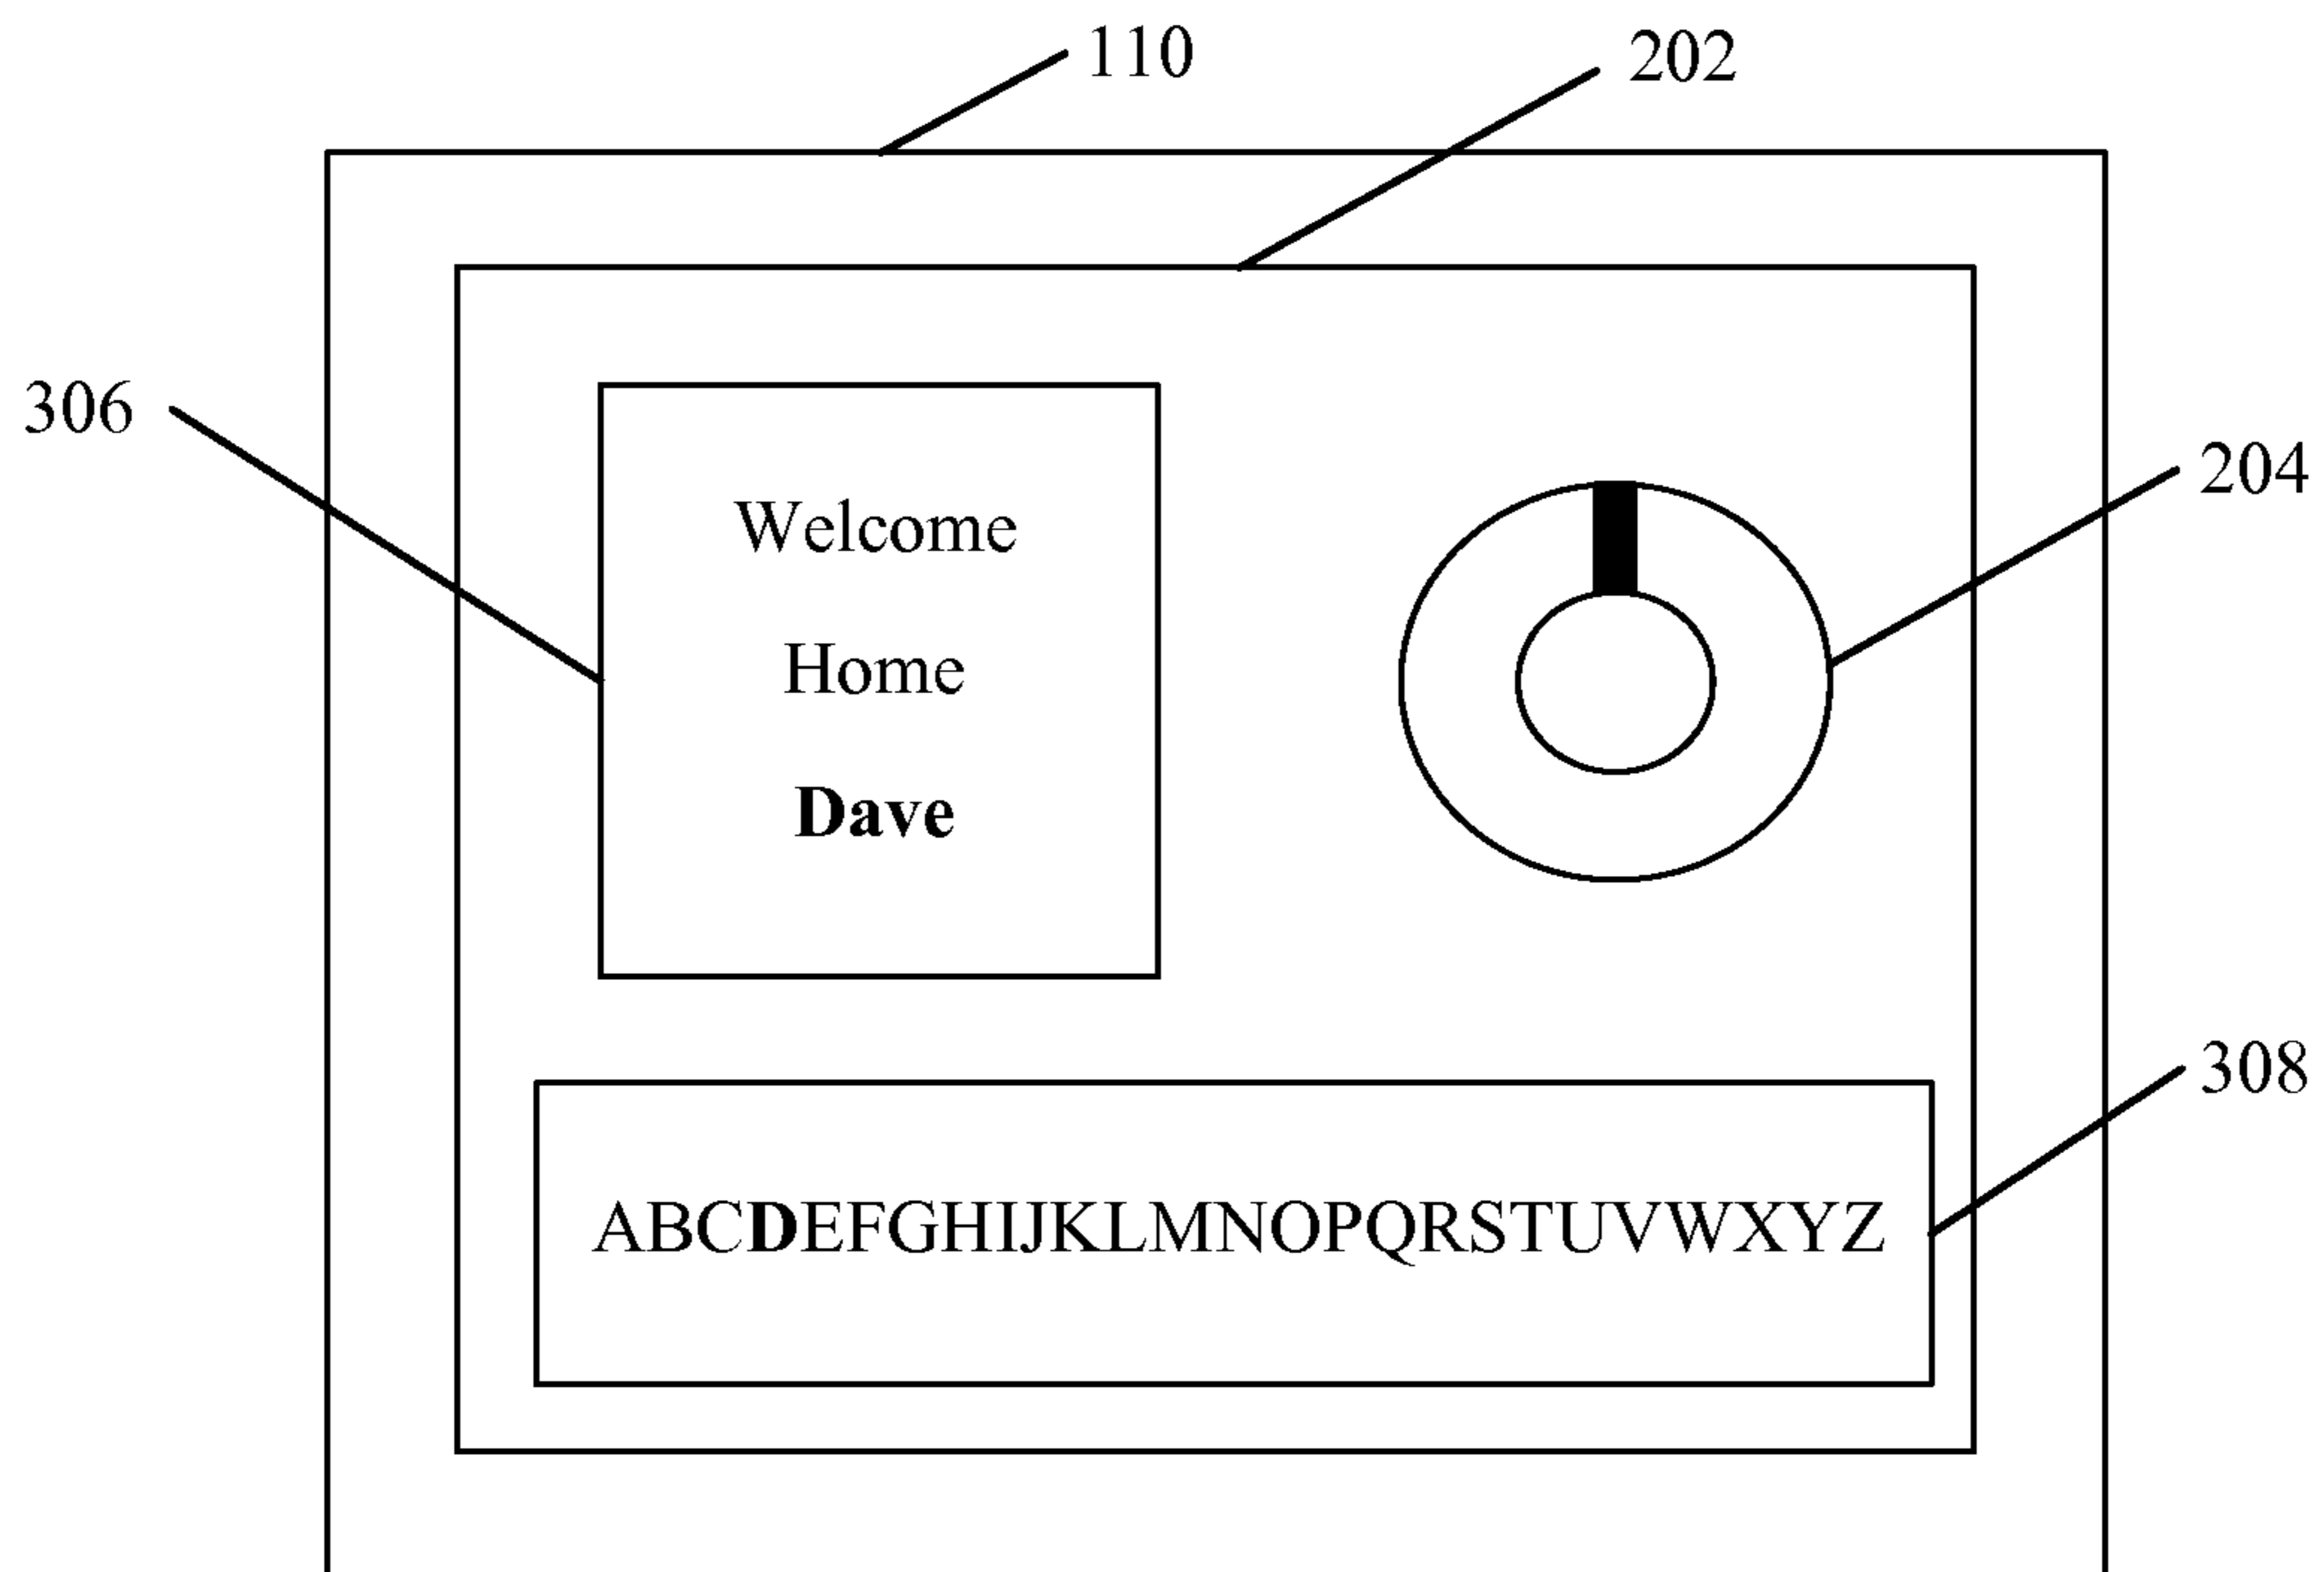 110
202
306
204
Welcome
Home
Dave
308
ABCDEFGHIJKLMNOPQRSTUVWXYZ